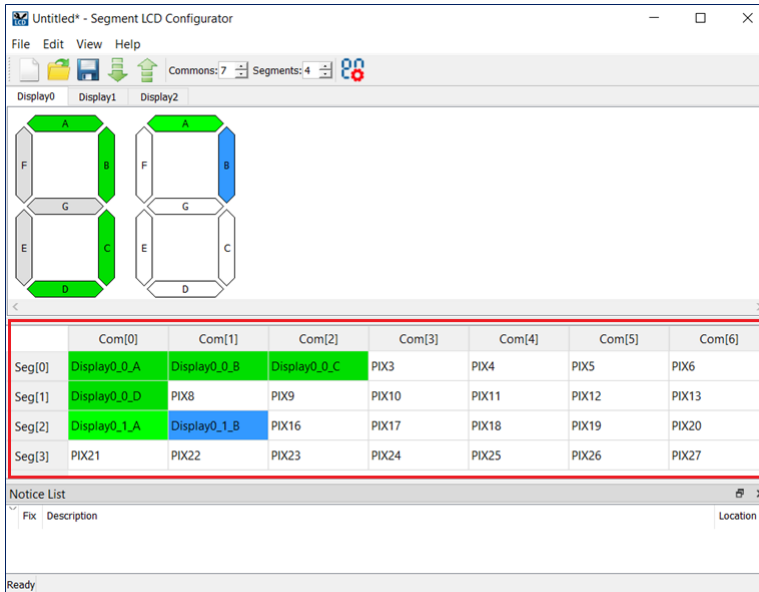 LCD Untitled* - Segment LCD Configurator
File Edit View Help
Commons: 7 Segments: 4
Display0 Display1 Display2
A A
F B F B
G G
E C E C
D D
Com[0] Com[1] Com[2] Com[3] Com[4] Com[5] Com[6]
Seg[0] Display0_0_A Display0_0_B Display0_0_C PIX3 PIX4 PIX5 PIX6
Seg[1] Display0_0_D PIX8 PIX9 PIX10 PIX11 PIX12 PIX13
Seg[2] Display0_1_A Display0_1_B PIX16 PIX17 PIX18 PIX19 PIX20
Seg[3] PIX21 PIX22 PIX23 PIX24 PIX25 PIX26 PIX27
Notice List
Fix Description Location
Ready